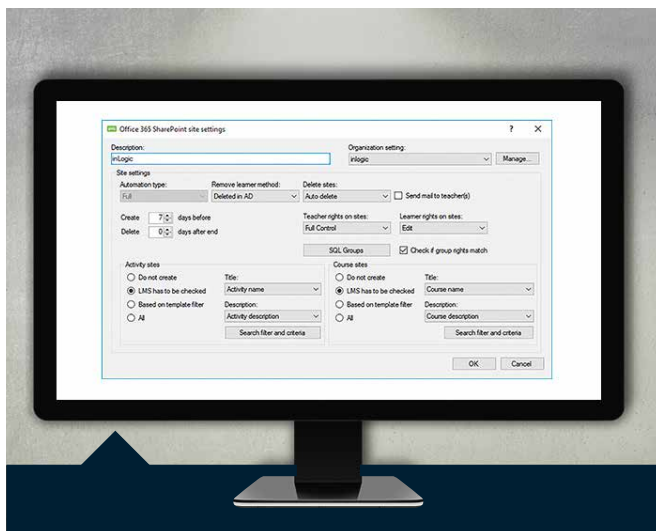 Office 365 SharePoint site settings ? X
Description: Organization setting:
inLogic inlogic Manage...
Site settings
Automation type: Remove learner method: Delete sites:
Full Deleted in AD Auto delete Send mail to teacher(s)
Create 7 days before Teacher rights on sites: Learner rights on sites:
Delete 0 days after end Full Control Edit
SQL Groups Check if group rights match
Activity sites Course sites
Do not create Title: Do not create Title:
LMS has to be checked Activity name LMS has to be checked Course name
Based on template filter Description: Based on template filter Description:
All Activity description All Course description
Search filter and criteria Search filter and criteria
OK Cancel